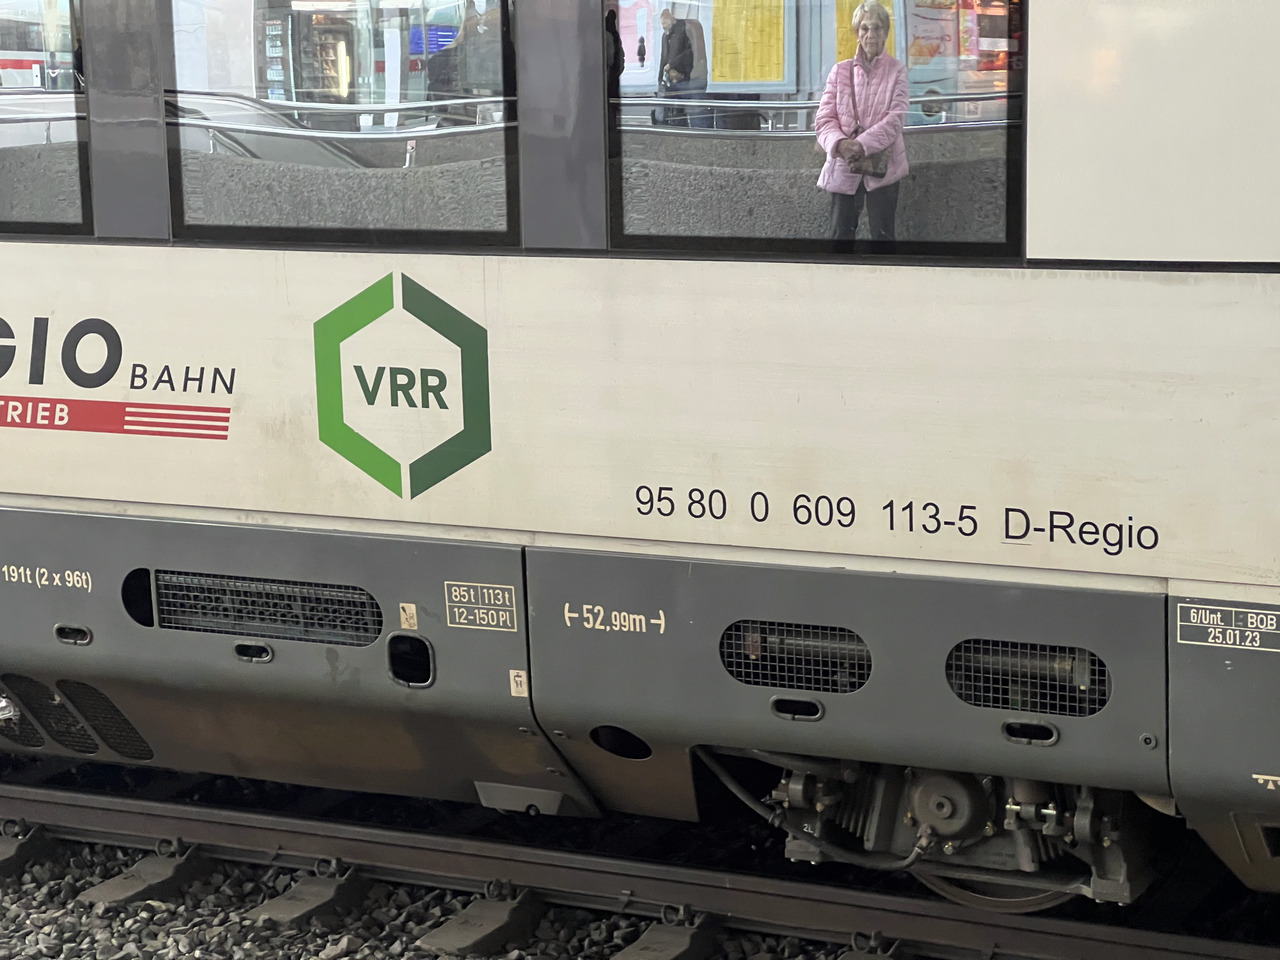 GIO BAHN
TRIEB
VRR
95 80 0 609 113-5 D-Regio
191t (2 x 96t)
85t 113t
12-150 Pl
52,99m
6/Unt. BOB
25.01.23
2L